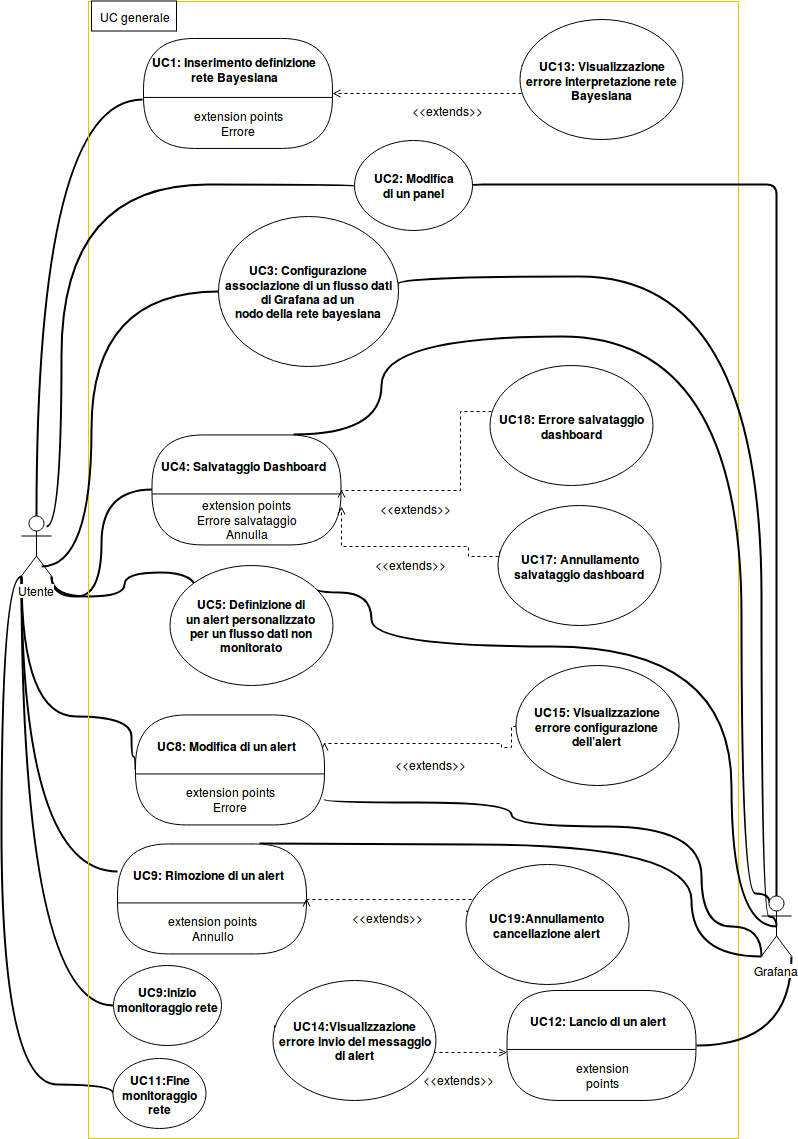 UC generale
UC1: Inserimento definizione
rete Bayesiana
extension points
Errore
UC13: Visualizzazione
errore interpretazione rete
Bayesiana
<<extends>>
UC2: Modifica
di un panel
UC3: Configurazione
associazione di un flusso dati
di Grafana ad un
nodo della rete bayesiana
UC18: Errore salvataggio
dashboard
UC4: Salvataggio Dashboard
extension points
Errore salvataggio
Annulla
<<extends>>
<<extends>>
UC17: Annullamento
salvataggio dashboard
Utente
UC5: Definizione di
un alert personalizzato
per un flusso dati non
monitorato
UC15: Visualizzazione
errore configurazione
dell'alert
UC8: Modifica di un alert
extension points
Errore
<<extends>>
UC9: Rimozione di un alert
extension points
Annullo
<<extends>>
UC19:Annullamento
cancellazione alert
Grafana
UC9:inizio
monitoraggio rete
UC14:Visualizzazione
errore invio del messaggio
di alert
<<extends>>
UC12: Lancio di un alert
extension
points
UC11:Fine
monitoraggio
rete